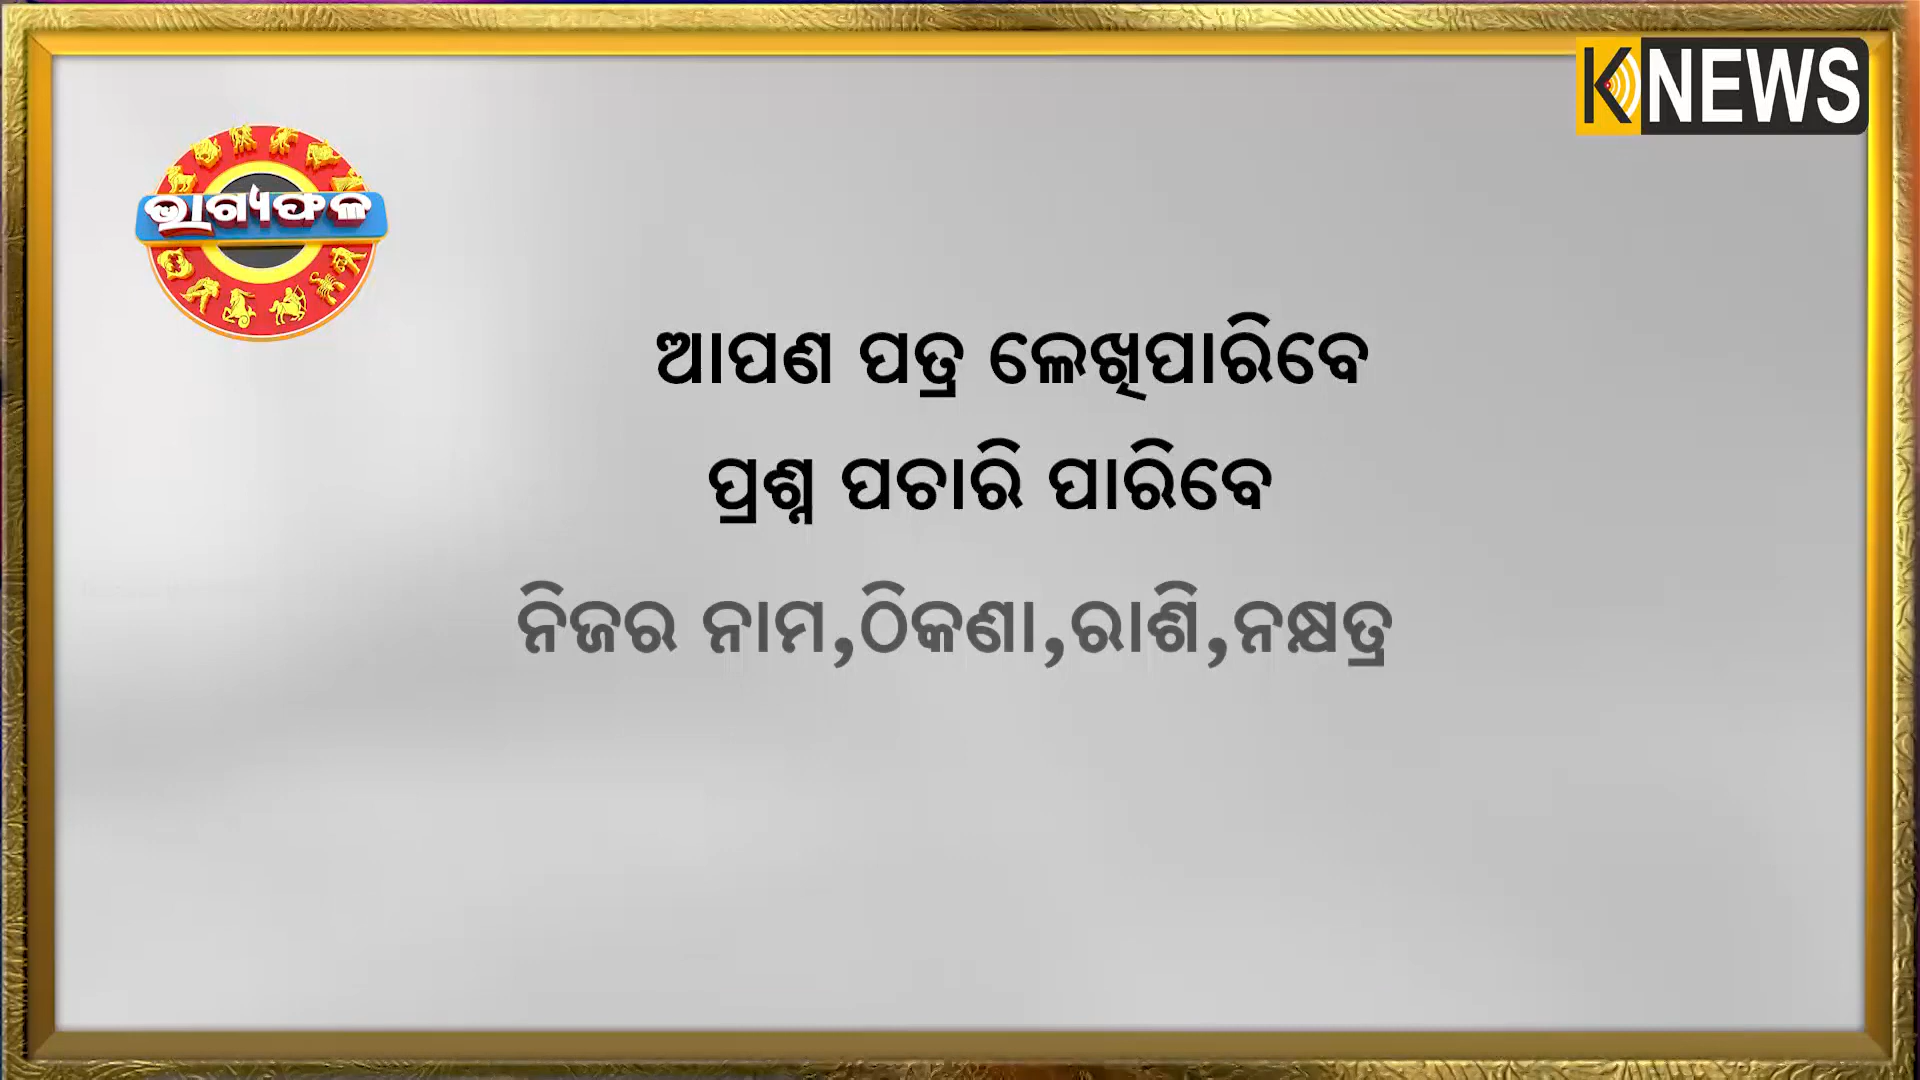 KNEWS
ଭାଗ୍ୟଫଳ
ଆପଣ ପତ୍ର ଲେଖିପାରିବେ
ପ୍ରଶ୍ନ ପଚାରି ପାରିବେ
ନିଜର ନାମ,ଠିକଣା,ରାଶି,ନକ୍ଷତ୍ର